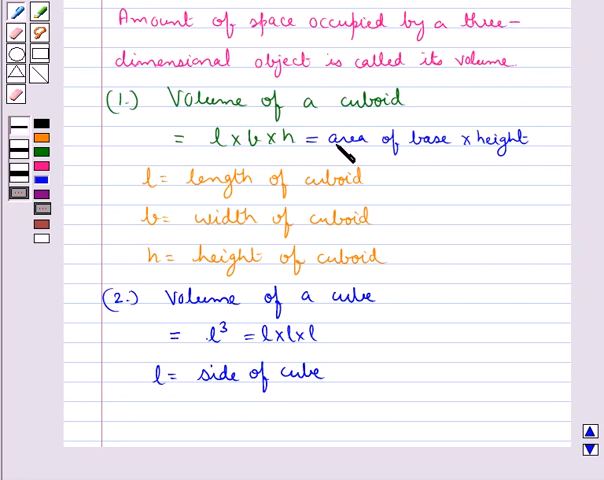 Amount of space occupied by a three-
dimensional object is called its volume.
(1.) Volume of a cuboid
= l × b × h = area of base × height
l = length of cuboid
b = width of cuboid
h = height of cuboid
(2.) Volume of a cube
= l³ = l×l×l
l = side of cube